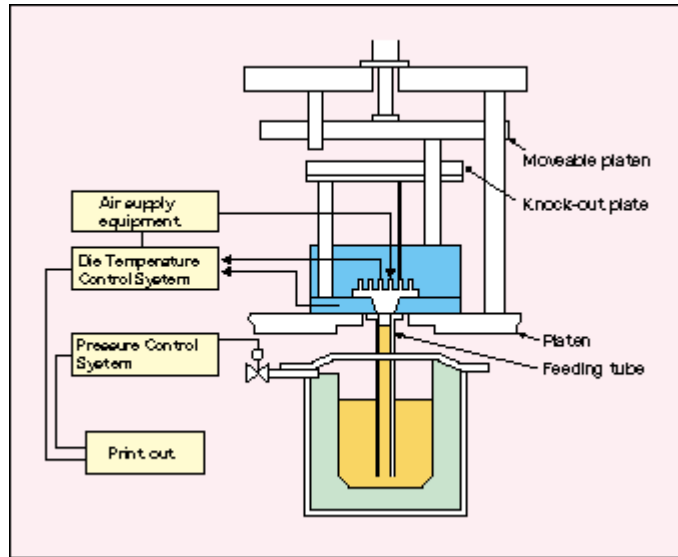 Moveable platen
Knock-out plate
Air supply
equipment
Die Temperature
Control System
Pressure Control
System
Platen
Feeding tube
Print out